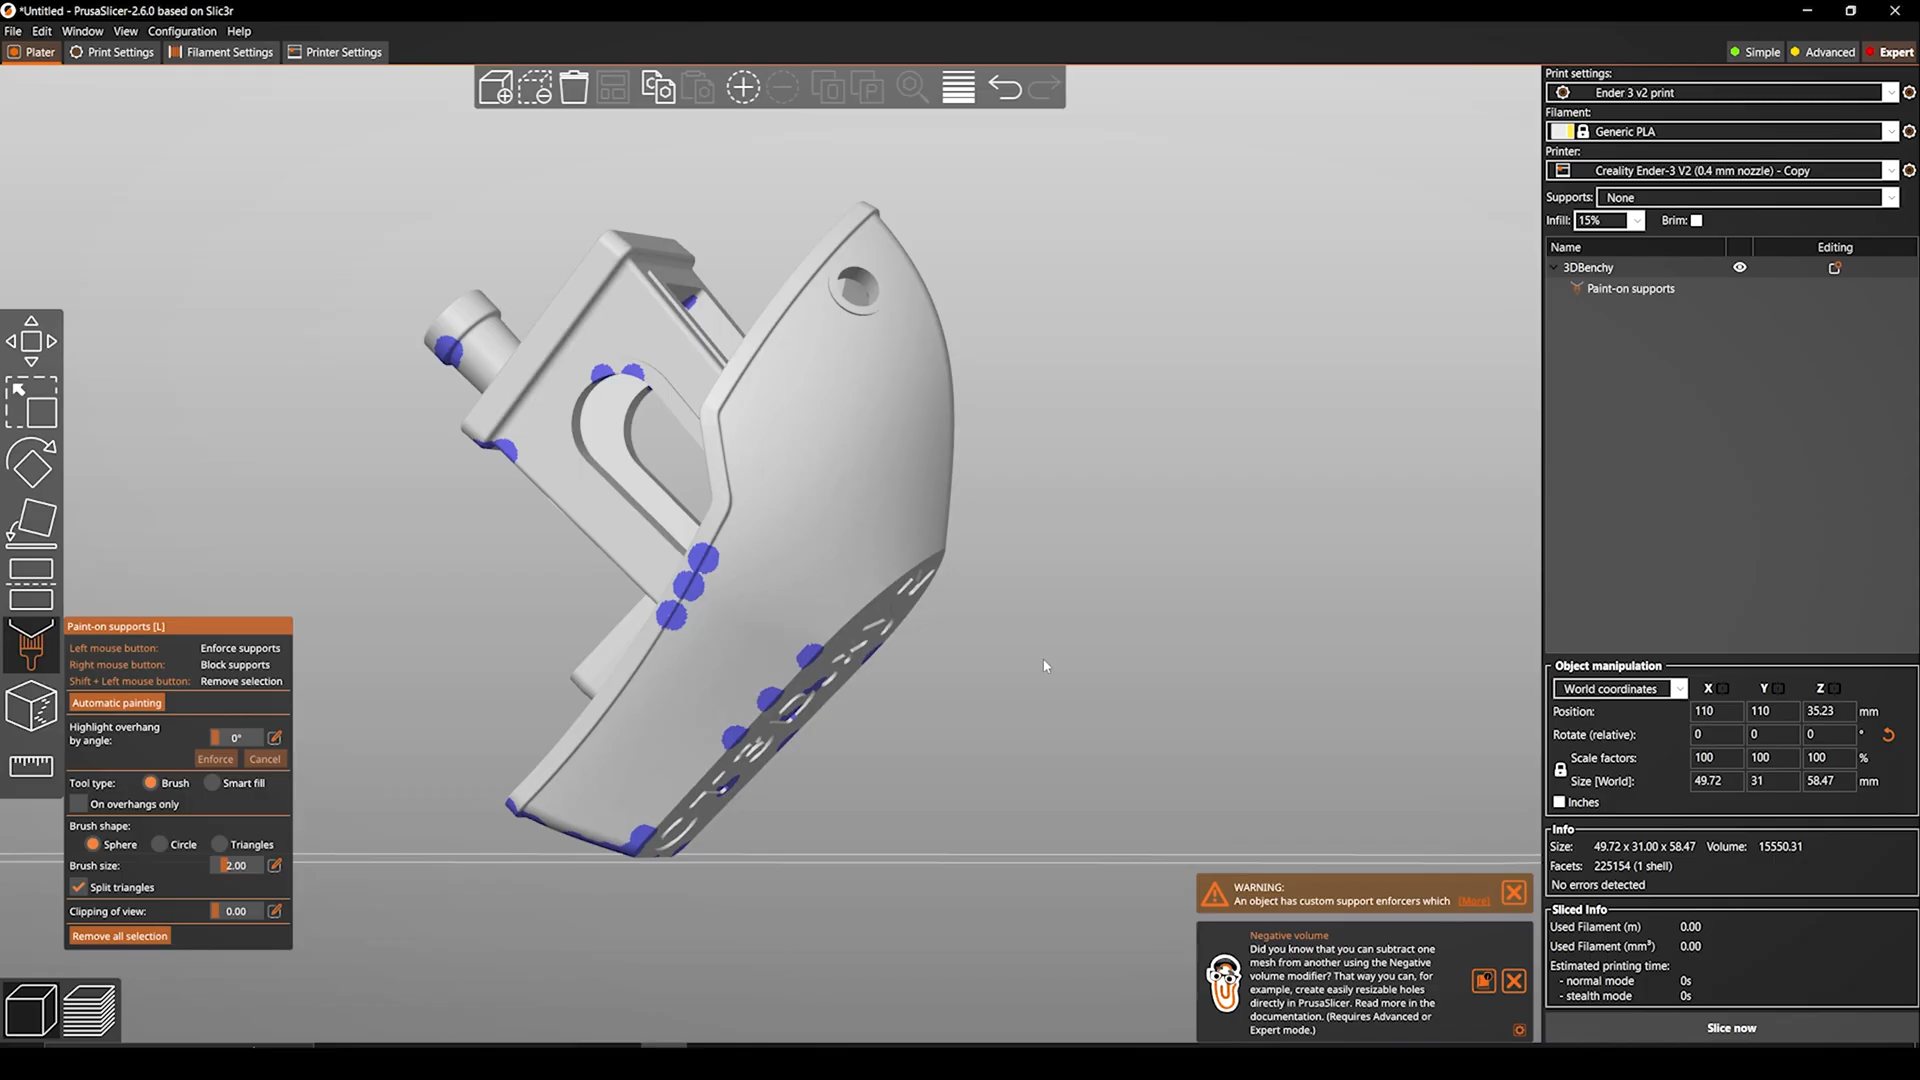 *Untitled - PrusaSlicer-2.6.0 based on Slic3r
File Edit Window View Configuration Help
Plater Print Settings Filament Settings Printer Settings
Simple Advanced Expert
Print settings:
Ender 3 v2 print
Filament:
Generic PLA
Printer:
Creality Ender-3 V2 (0.4 mm nozzle) - Copy
Supports: None
Infill: 15% Brim:
Name Editing
3DBenchy
Paint-on supports
Paint-on supports [L]
Left mouse button: Enforce supports
Right mouse button: Block supports
Shift + Left mouse button: Remove selection
Automatic painting
Highlight overhang
by angle: 0°
Enforce Cancel
Tool type: Brush Smart fill
On overhangs only
Brush shape:
Sphere Circle Triangles
Brush size: 2.00
Split triangles
Clipping of view: 0.00
Remove all selection
WARNING:
An object has custom support enforcers which (More)
Negative volume
Did you know that you can subtract one
mesh from another using the Negative
volume modifier? That way you can, for
example, create easily resizable holes
directly in PrusaSlicer. Read more in the
documentation. (Requires Advanced or
Expert mode.)
Object manipulation
World coordinates X Y Z
Position: 110 110 35.23 mm
Rotate (relative): 0 0 0 °
Scale factors: 100 100 100 %
Size [World]: 49.72 31 58.47 mm
Inches
Info
Size: 49.72 x 31.00 x 58.47 Volume: 15550.31
Facets: 225154 (1 shell)
No errors detected
Sliced Info
Used Filament (m) 0.00
Used Filament (mm³) 0.00
Estimated printing time:
- normal mode 0s
- stealth mode 0s
Slice now